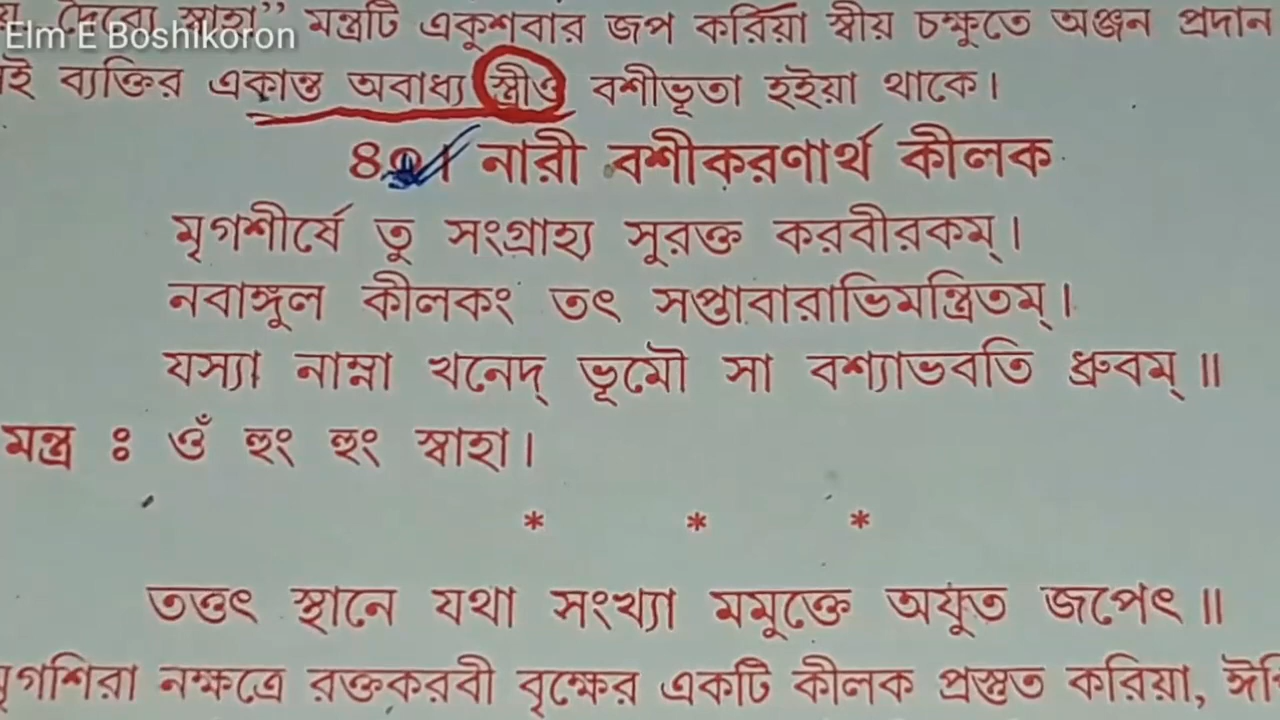 দেব্যৈ স্বাহা” মন্ত্রটি একুশবার জপ করিয়া স্বীয় চক্ষুতে অঞ্জন প্রদান
Elm E Boshikoron
ব্যক্তির একান্ত অবাধ্য স্ত্রীও বশীভূতা হইয়া থাকে।
নারী বশীকরণার্থ কীলক
মৃগশীর্ষে তু সংগ্রাহ্য সুরক্ত করবীরকম্।
নবাঙ্গুল কীলকং তৎ সপ্তাবারাভিমন্ত্রিতম্।
যস্যা নাম্না খনেদ্ ভূমৌ সা বশ্যাভবতি ধ্রুবম্॥
মন্ত্র ঃ ওঁ হুং হুং স্বাহা।
* * *
তত্তৎ স্থানে যথা সংখ্যা মমুক্তে অযুত জপেৎ॥
নক্ষত্রে রক্তকরবী বৃক্ষের একটি কীলক প্রস্তুত করিয়া,